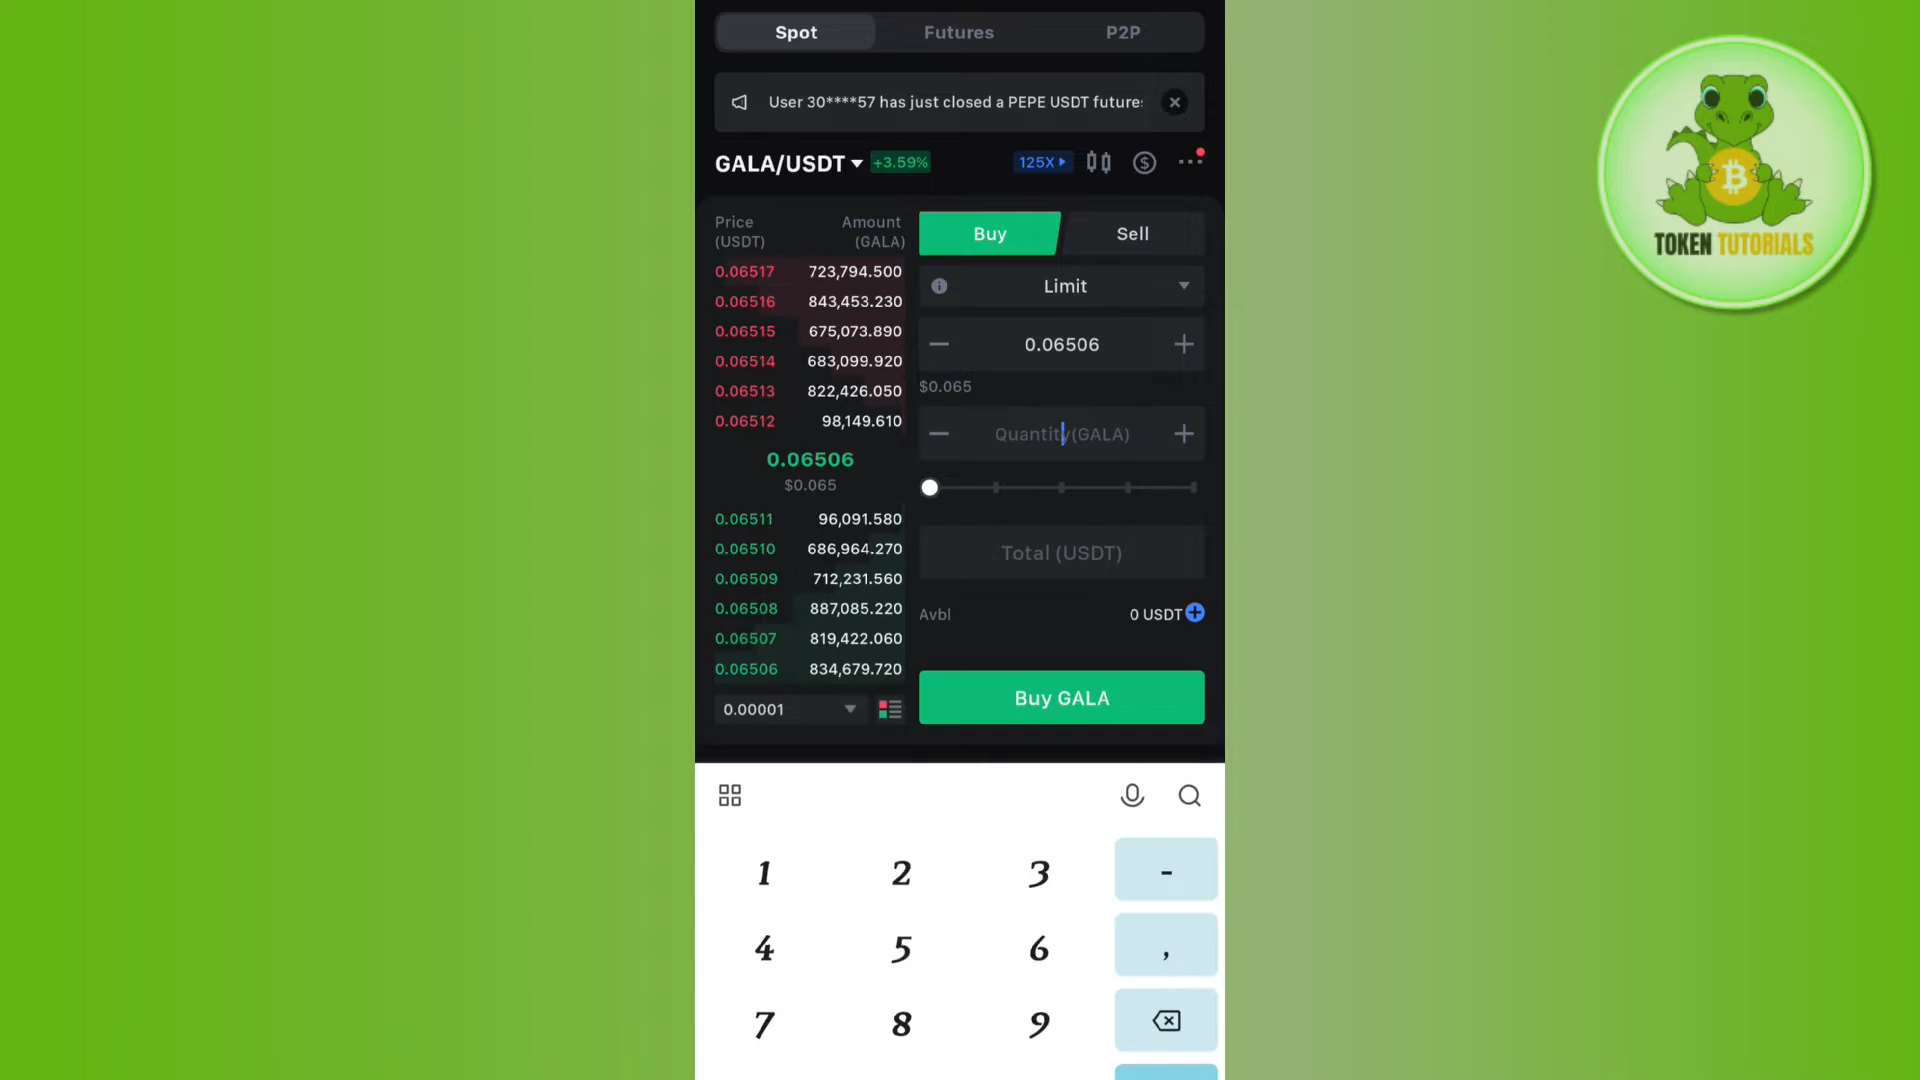 Spot Futures P2P
User 30****57 has just closed a PEPE USDT future
GALA/USDT +3.59% 125X
Price (USDT) Amount (GALA)
0.06517 723,794.500
0.06516 843,453.230
0.06515 675,073.890
0.06514 683,099.920
0.06513 822,426.050
0.06512 98,149.610
0.06506
$0.065
0.06511 96,091.580
0.06510 686,964.270
0.06509 712,231.560
0.06508 887,085.220
0.06507 819,422.060
0.06506 834,679.720
0.00001
Buy Sell
Limit
— 0.06506 +
$0.065
— Quantity(GALA) +
Total (USDT)
Avbl 0 USDT
Buy GALA
1 2 3 -
4 5 6 ,
7 8 9
TOKEN TUTORIALS